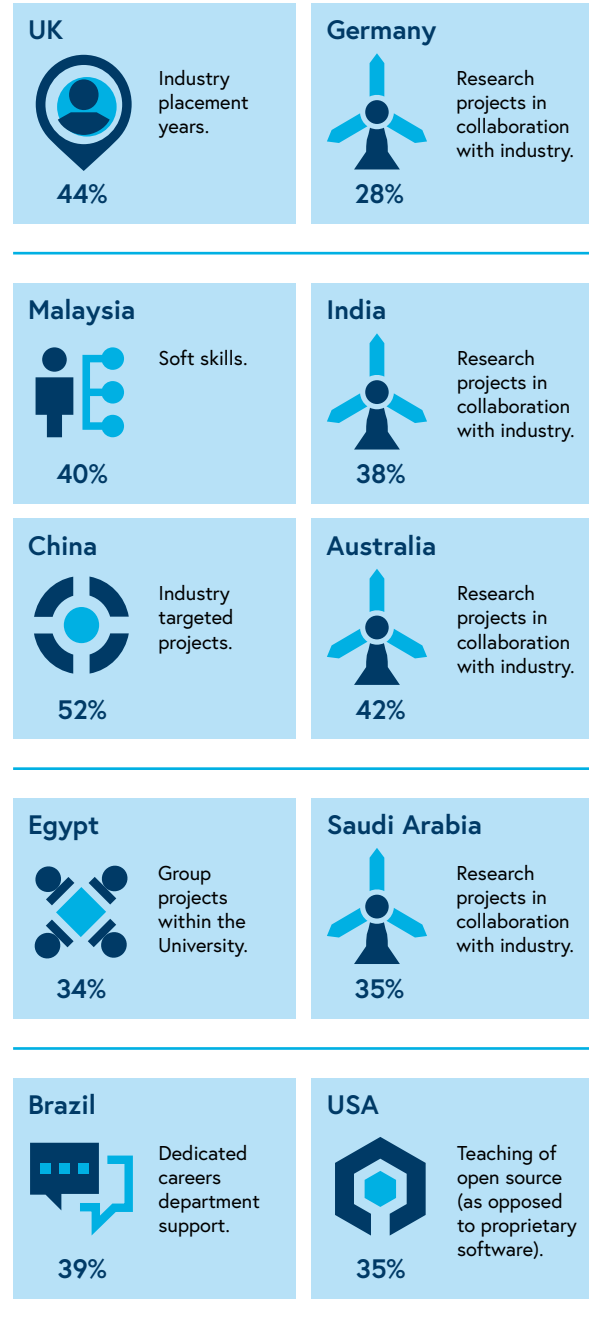 UK
Industry
placement
years.
44%
Germany
Research
projects in
collaboration
with industry.
28%
Malaysia
Soft skills.
40%
India
Research
projects in
collaboration
with industry.
38%
China
Industry
targeted
projects.
52%
Australia
Research
projects in
collaboration
with industry.
42%
Egypt
Group
projects
within the
University.
34%
Saudi Arabia
Research
projects in
collaboration
with industry.
35%
Brazil
Dedicated
careers
department
support.
39%
USA
Teaching of
open source
(as opposed
to proprietary
software).
35%